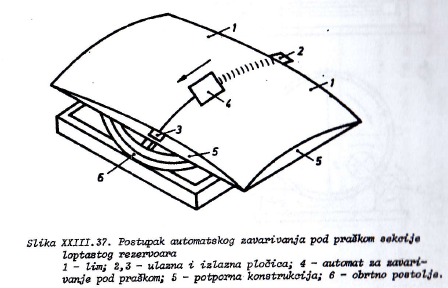 1
2
1
4
3
5
5
6
Slika XXIII.37. Postupak automatskog zavarivanja pod praškom sekcije
loptastog rezervoara
1 - lim; 2,3 - ulazna i izlazna pločica; 4 - automat za zavari-
vanje pod praškom; 5 - potporna konstrukcija; 6 - obrtno postolje.